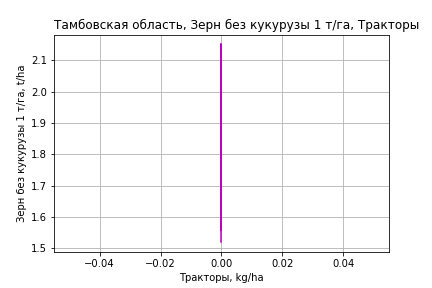 Тамбовская область, Зерн без кукурузы 1 т/га, Тракторы
2.1
2.0
1.9
1.8
1.7
1.6
1.5
Зерн без кукурузы 1 т/га, t/ha
−0.04 −0.02 0.00 0.02 0.04
Тракторы, kg/ha